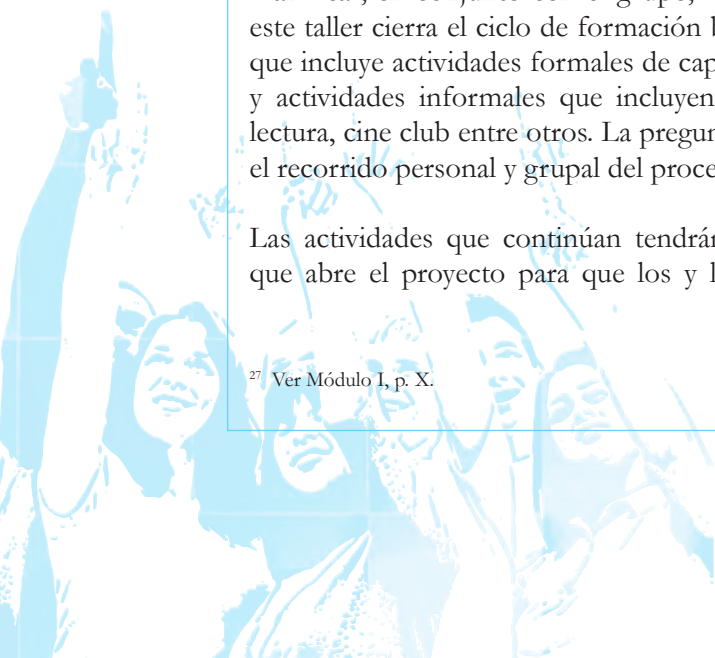 este taller cierra el ciclo de formación
que incluye actividades formales de
y actividades informales que incluyen
lectura, cine club entre otros. La
el recorrido personal y grupal del
Las actividades que continúan
que abre el proyecto para que los y
27 Ver Módulo I, p. X.